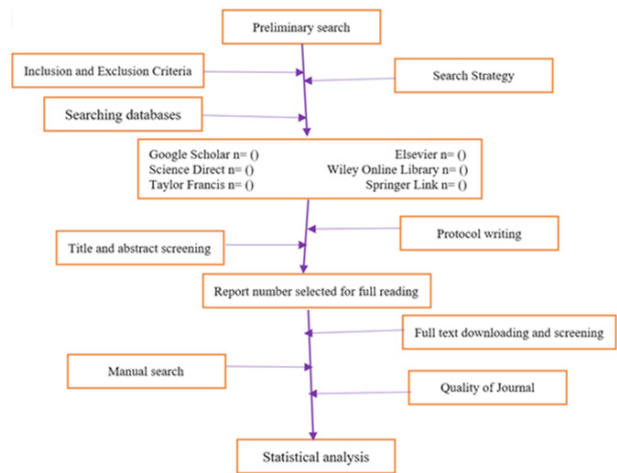 Preliminary search
Inclusion and Exclusion Criteria
Search Strategy
Searching databases
Google Scholar n= ()
Elsevier n= ()
Science Direct n= ()
Wiley Online Library n= ()
Taylor Francis n= ()
Springer Link n= ()
Protocol writing
Title and abstract screening
Report number selected for full reading
Full text downloading and screening
Manual search
Quality of Journal
Statistical analysis